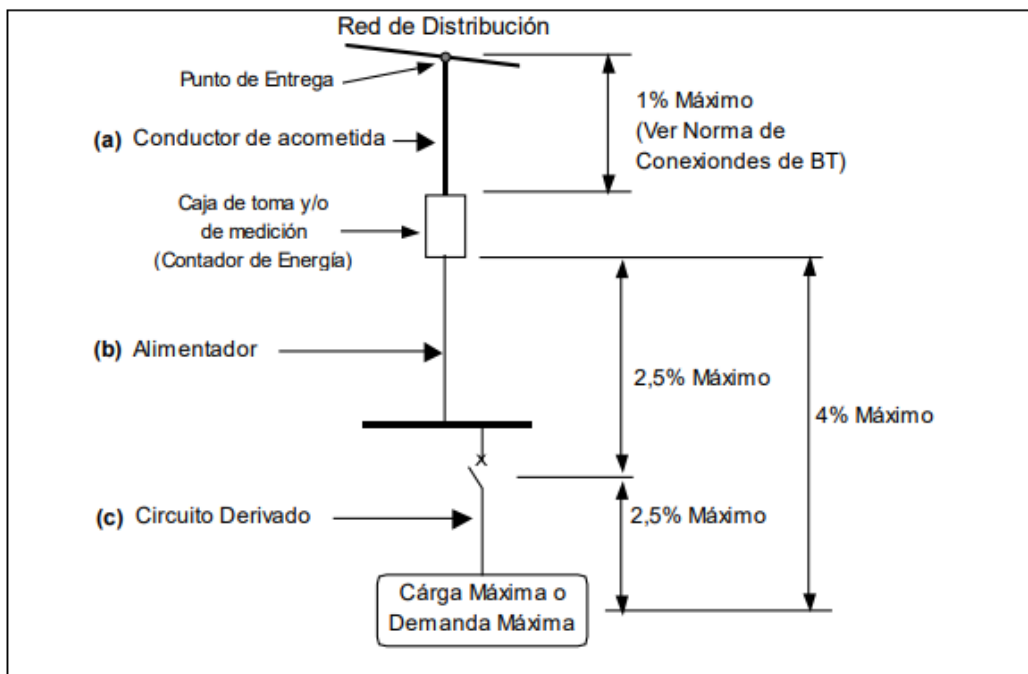 Red de Distribución
Punto de Entrega
(a) Conductor de acometida
1% Máximo
(Ver Norma de
Conexiondes de BT)
Caja de toma y/o
de medición
(Contador de Energía)
(b) Alimentador
2,5% Máximo
4% Máximo
x
(c) Circuito Derivado
2,5% Máximo
Cárga Máxima o
Demanda Máxima